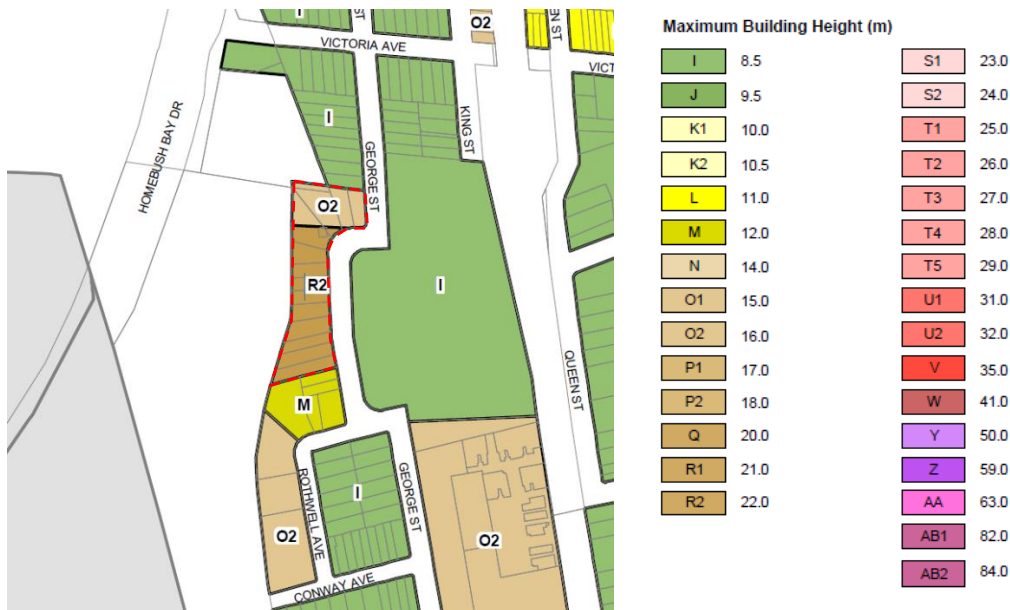 I
ST
O2
EN ST
VICTORIA AVE
VICT
HOMEBUSH BAY DR
I
GEORGE ST
KING ST
O2
R2
I
QUEEN ST
M
ROTHWELL AVE
I
GEORGE ST
O2
O2
CONWAY AVE
Maximum Building Height (m)
I 8.5
J 9.5
K1 10.0
K2 10.5
L 11.0
M 12.0
N 14.0
O1 15.0
O2 16.0
P1 17.0
P2 18.0
Q 20.0
R1 21.0
R2 22.0
S1 23.0
S2 24.0
T1 25.0
T2 26.0
T3 27.0
T4 28.0
T5 29.0
U1 31.0
U2 32.0
V 35.0
W 41.0
Y 50.0
Z 59.0
AA 63.0
AB1 82.0
AB2 84.0